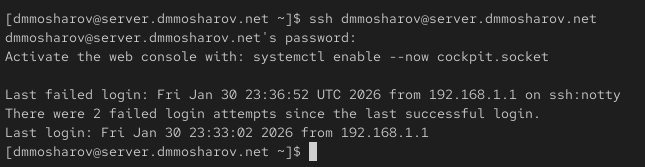 [dmmosharov@server.dmmosharov.net ~]$ ssh dmmosharov@server.dmmosharov.net
dmmosharov@server.dmmosharov.net's password:
Activate the web console with: systemctl enable --now cockpit.socket

Last failed login: Fri Jan 30 23:36:52 UTC 2026 from 192.168.1.1 on ssh:notty
There were 2 failed login attempts since the last successful login.
Last login: Fri Jan 30 23:33:02 2026 from 192.168.1.1
[dmmosharov@server.dmmosharov.net ~]$